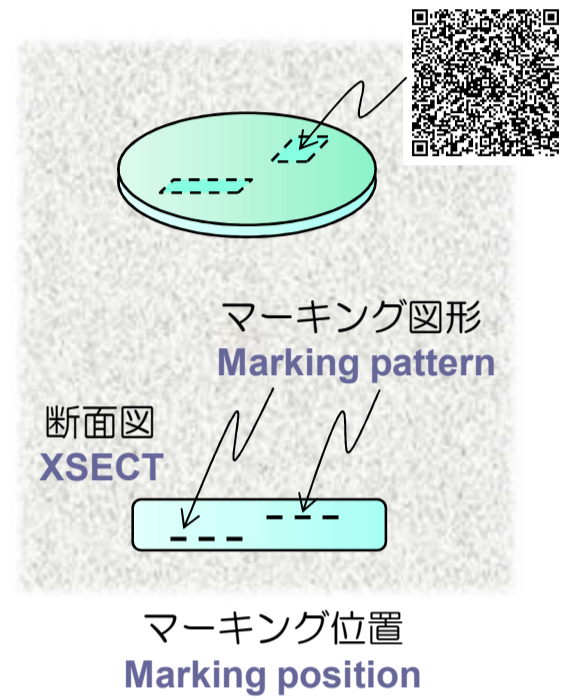 マーキング図形
Marking pattern
断面図
XSECT
マーキング位置
Marking position